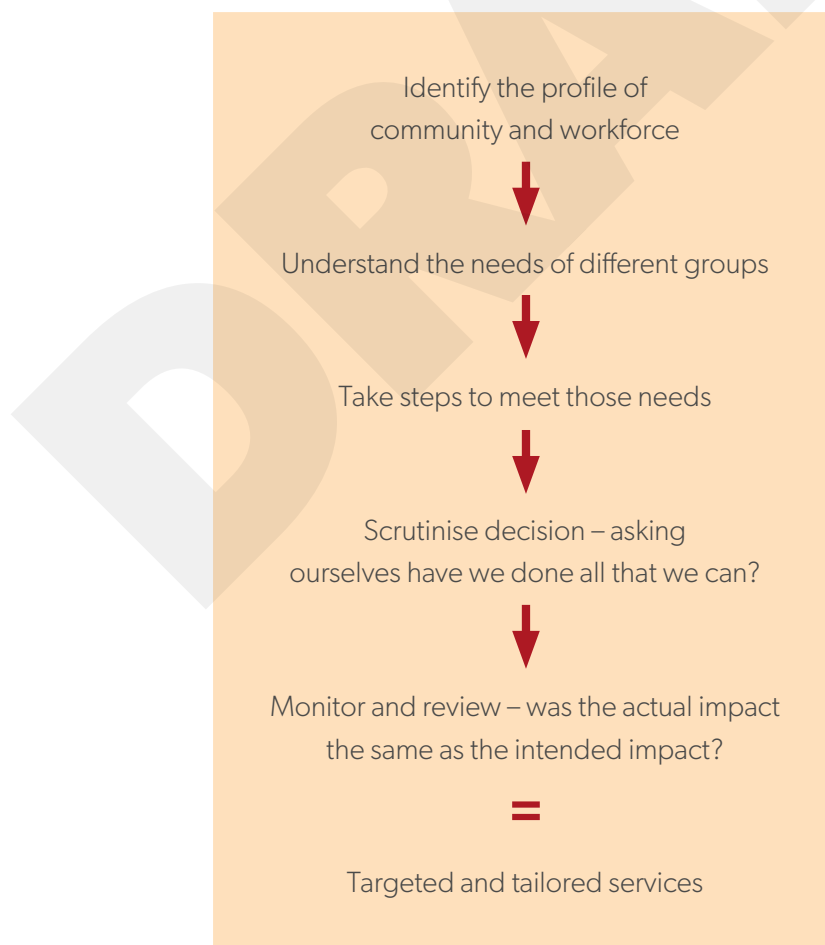 Identify the profile of
community and workforce
Understand the needs of different groups
Take steps to meet those needs
Scrutinise decision – asking
ourselves have we done all that we can?
Monitor and review – was the actual impact
the same as the intended impact?
=
Targeted and tailored services